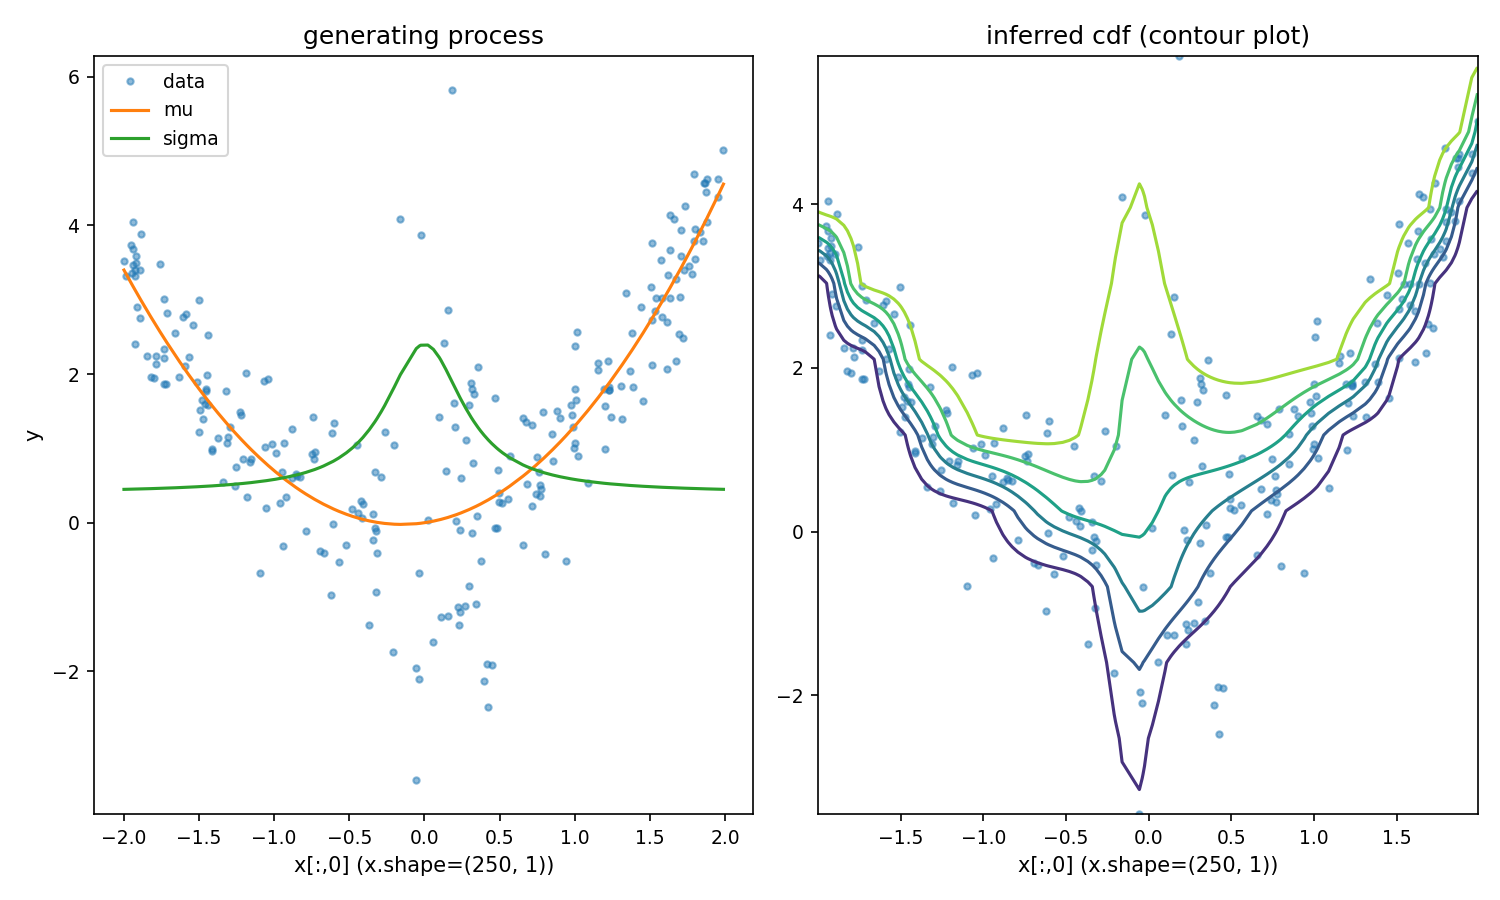 generating process
6
4
2
0
−2
y
data
mu
sigma
−2.0 −1.5 −1.0 −0.5 0.0 0.5 1.0 1.5 2.0
x[:,0] (x.shape=(250, 1))
inferred cdf (contour plot)
4
2
0
−2
−1.5 −1.0 −0.5 0.0 0.5 1.0 1.5
x[:,0] (x.shape=(250, 1))